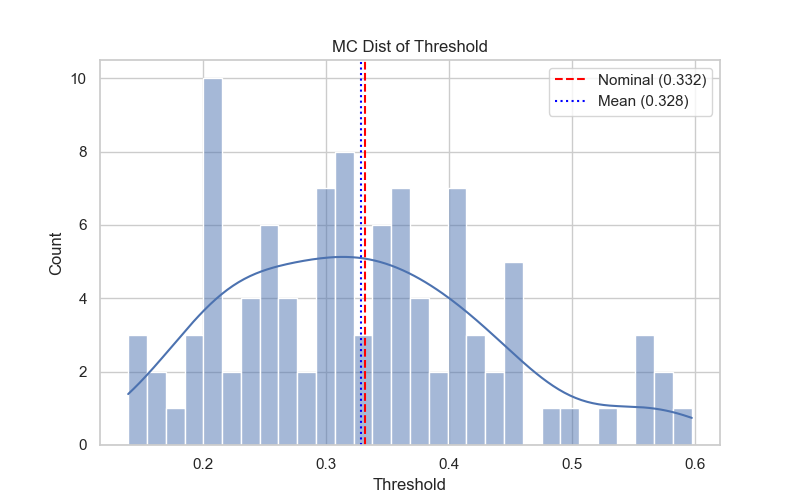 MC Dist of Threshold
Nominal (0.332)
Mean (0.328)
Count
10
8
6
4
2
0
0.2 0.3 0.4 0.5 0.6
Threshold